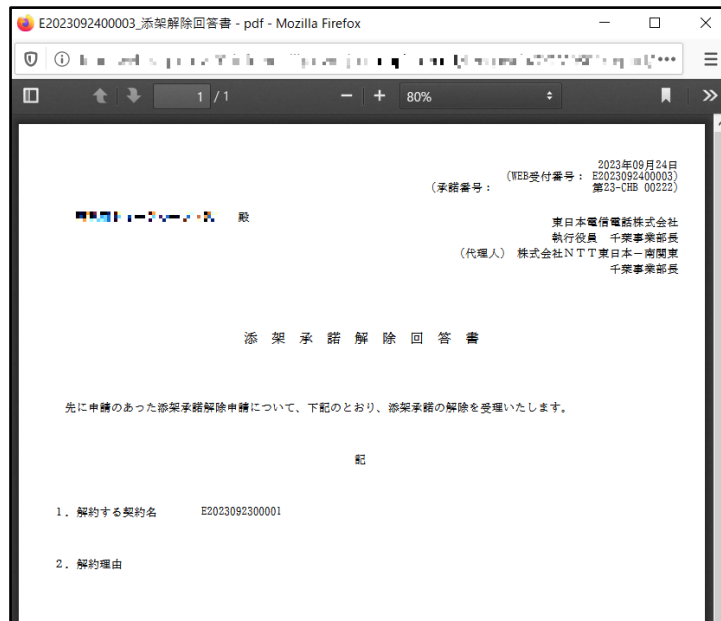 E2023092400003_添架解除回答書 - pdf - Mozilla Firefox
1 / 1
80%
2023年09月24日
(WEB受付番号： E2023092400003)
(承諾番号： 第23-CHB 00222)
殿
東日本電信電話株式会社
執行役員 千葉事業部長
(代理人) 株式会社ＮＴＴ東日本－南関東
千葉事業部長
添 架 承 諾 解 除 回 答 書
先に申請のあった添架承諾解除申請について、下記のとおり、添架承諾の解除を受理いたします。
記
１．解約する契約名 E2023092300001
２．解約理由